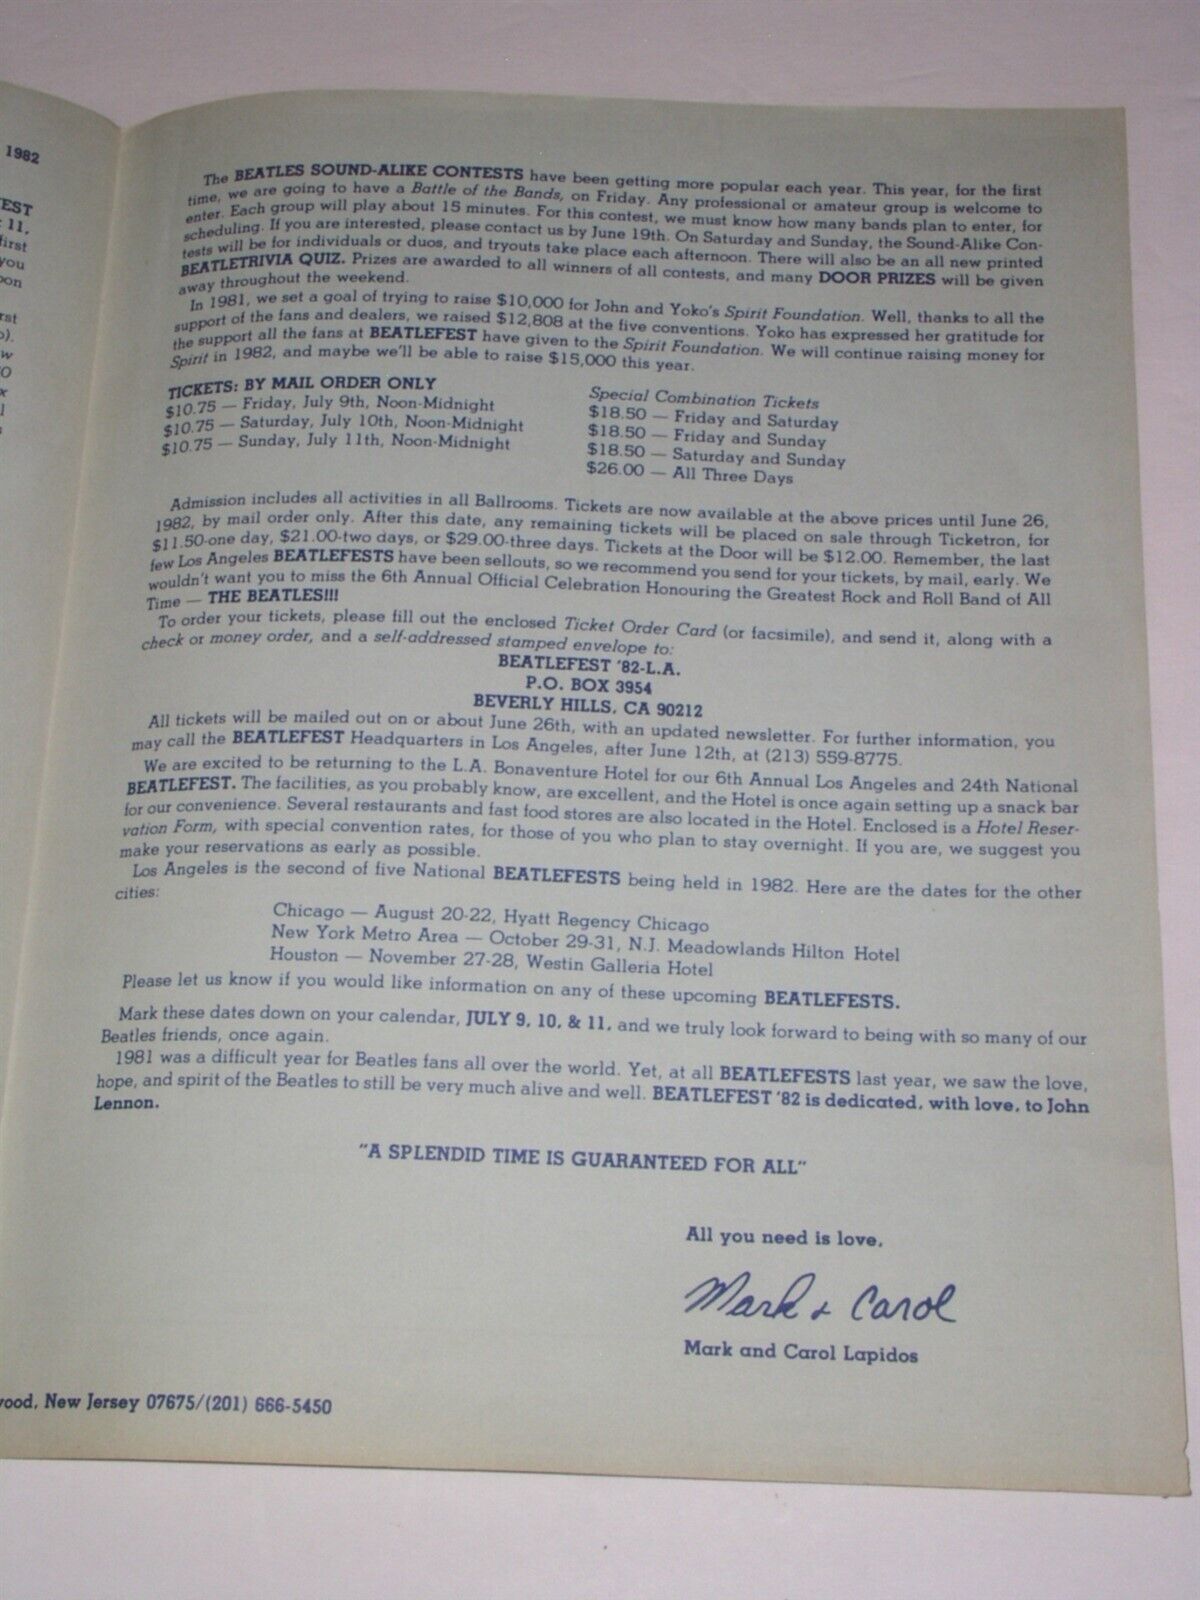 1982
EST
11,
first
you
on
rst
o).
w
O
x
l
s
The BEATLES SOUND-ALIKE CONTESTS have been getting more popular each year. This year, for the first
time, we are going to have a Battle of the Bands, on Friday. Any professional or amateur group is welcome to
enter. Each group will play about 15 minutes. For this contest, we must know how many bands plan to enter, for
scheduling. If you are interested, please contact us by June 19th. On Saturday and Sunday, the Sound-Alike Con-
tests will be for individuals or duos, and tryouts take place each afternoon. There will also be an all new printed
BEATLETRIVIA QUIZ. Prizes are awarded to all winners of all contests, and many DOOR PRIZES will be given
away throughout the weekend.
In 1981, we set a goal of trying to raise $10,000 for John and Yoko's Spirit Foundation. Well, thanks to all the
support of the fans and dealers, we raised $12,808 at the five conventions. Yoko has expressed her gratitude for
the support all the fans at BEATLEFEST have given to the Spirit Foundation. We will continue raising money for
Spirit in 1982, and maybe we'll be able to raise $15,000 this year.
TICKETS: BY MAIL ORDER ONLY
$10.75 — Friday, July 9th, Noon-Midnight
$10.75 — Saturday, July 10th, Noon-Midnight
$10.75 — Sunday, July 11th, Noon-Midnight
Special Combination Tickets
$18.50 — Friday and Saturday
$18.50 — Friday and Sunday
$18.50 — Saturday and Sunday
$26.00 — All Three Days
Admission includes all activities in all Ballrooms. Tickets are now available at the above prices until June 26,
1982, by mail order only. After this date, any remaining tickets will be placed on sale through Ticketron, for
$11.50-one day, $21.00-two days, or $29.00-three days. Tickets at the Door will be $12.00. Remember, the last
few Los Angeles BEATLEFESTS have been sellouts, so we recommend you send for your tickets, by mail, early. We
wouldn't want you to miss the 6th Annual Official Celebration Honouring the Greatest Rock and Roll Band of All
Time — THE BEATLES!!!
To order your tickets, please fill out the enclosed Ticket Order Card (or facsimile), and send it, along with a
check or money order, and a self-addressed stamped envelope to:
BEATLEFEST '82-L.A.
P.O. BOX 3954
BEVERLY HILLS, CA 90212
All tickets will be mailed out on or about June 26th, with an updated newsletter. For further information, you
may call the BEATLEFEST Headquarters in Los Angeles, after June 12th, at (213) 559-8775.
We are excited to be returning to the L.A. Bonaventure Hotel for our 6th Annual Los Angeles and 24th National
BEATLEFEST. The facilities, as you probably know, are excellent, and the Hotel is once again setting up a snack bar
for our convenience. Several restaurants and fast food stores are also located in the Hotel. Enclosed is a Hotel Reser-
vation Form, with special convention rates, for those of you who plan to stay overnight. If you are, we suggest you
make your reservations as early as possible.
Los Angeles is the second of five National BEATLEFESTS being held in 1982. Here are the dates for the other
cities:
Chicago — August 20-22, Hyatt Regency Chicago
New York Metro Area — October 29-31, N.J. Meadowlands Hilton Hotel
Houston — November 27-28, Westin Galleria Hotel
Please let us know if you would like information on any of these upcoming BEATLEFESTS.
Mark these dates down on your calendar, JULY 9, 10, & 11, and we truly look forward to being with so many of our
Beatles friends, once again.
1981 was a difficult year for Beatles fans all over the world. Yet, at all BEATLEFESTS last year, we saw the love,
hope, and spirit of the Beatles to still be very much alive and well. BEATLEFEST '82 is dedicated, with love, to John
Lennon.
"A SPLENDID TIME IS GUARANTEED FOR ALL"
All you need is love,
Mark & Carol
Mark and Carol Lapidos
wood, New Jersey 07675/(201) 666-5450